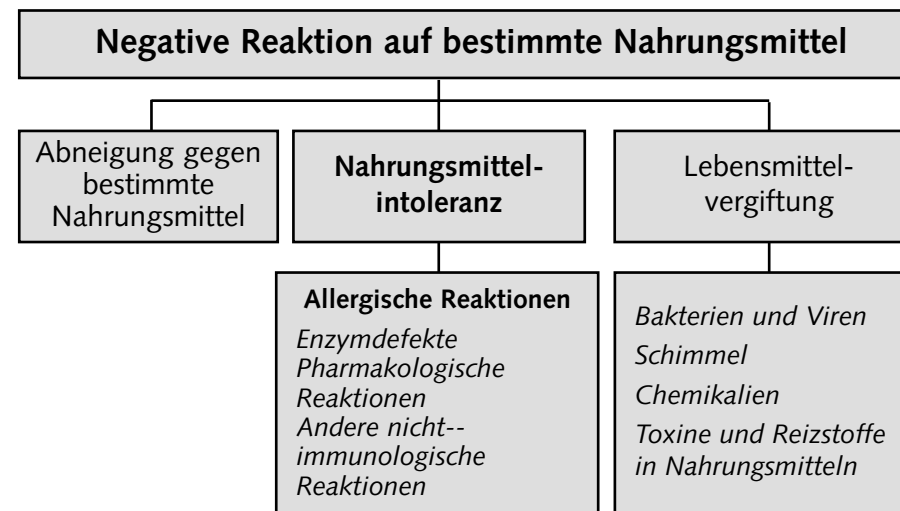 Negative Reaktion auf bestimmte Nahrungsmittel
Abneigung gegen
bestimmte
Nahrungsmittel
Nahrungsmittel-
intoleranz
Lebensmittel-
vergiftung
Allergische Reaktionen
Enzymdefekte
Pharmakologische
Reaktionen
Andere nicht--
immunologische
Reaktionen
Bakterien und Viren
Schimmel
Chemikalien
Toxine und Reizstoffe
in Nahrungsmitteln